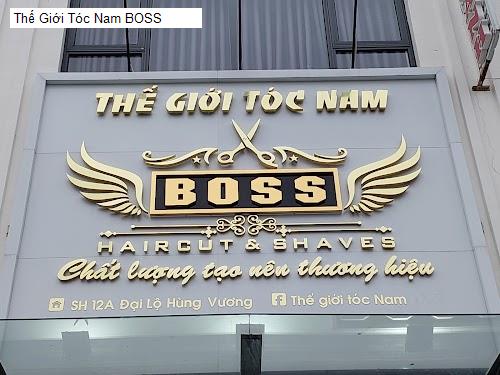 Thế Giới Tóc Nam BOSS
THẾ GIỚI TÓC NAM
BOSS
HAIRCUT & SHAVES
Chất lượng tạo nên thương hiệu
SH 12A Đại Lộ Hùng Vương Thế giới tóc Nam